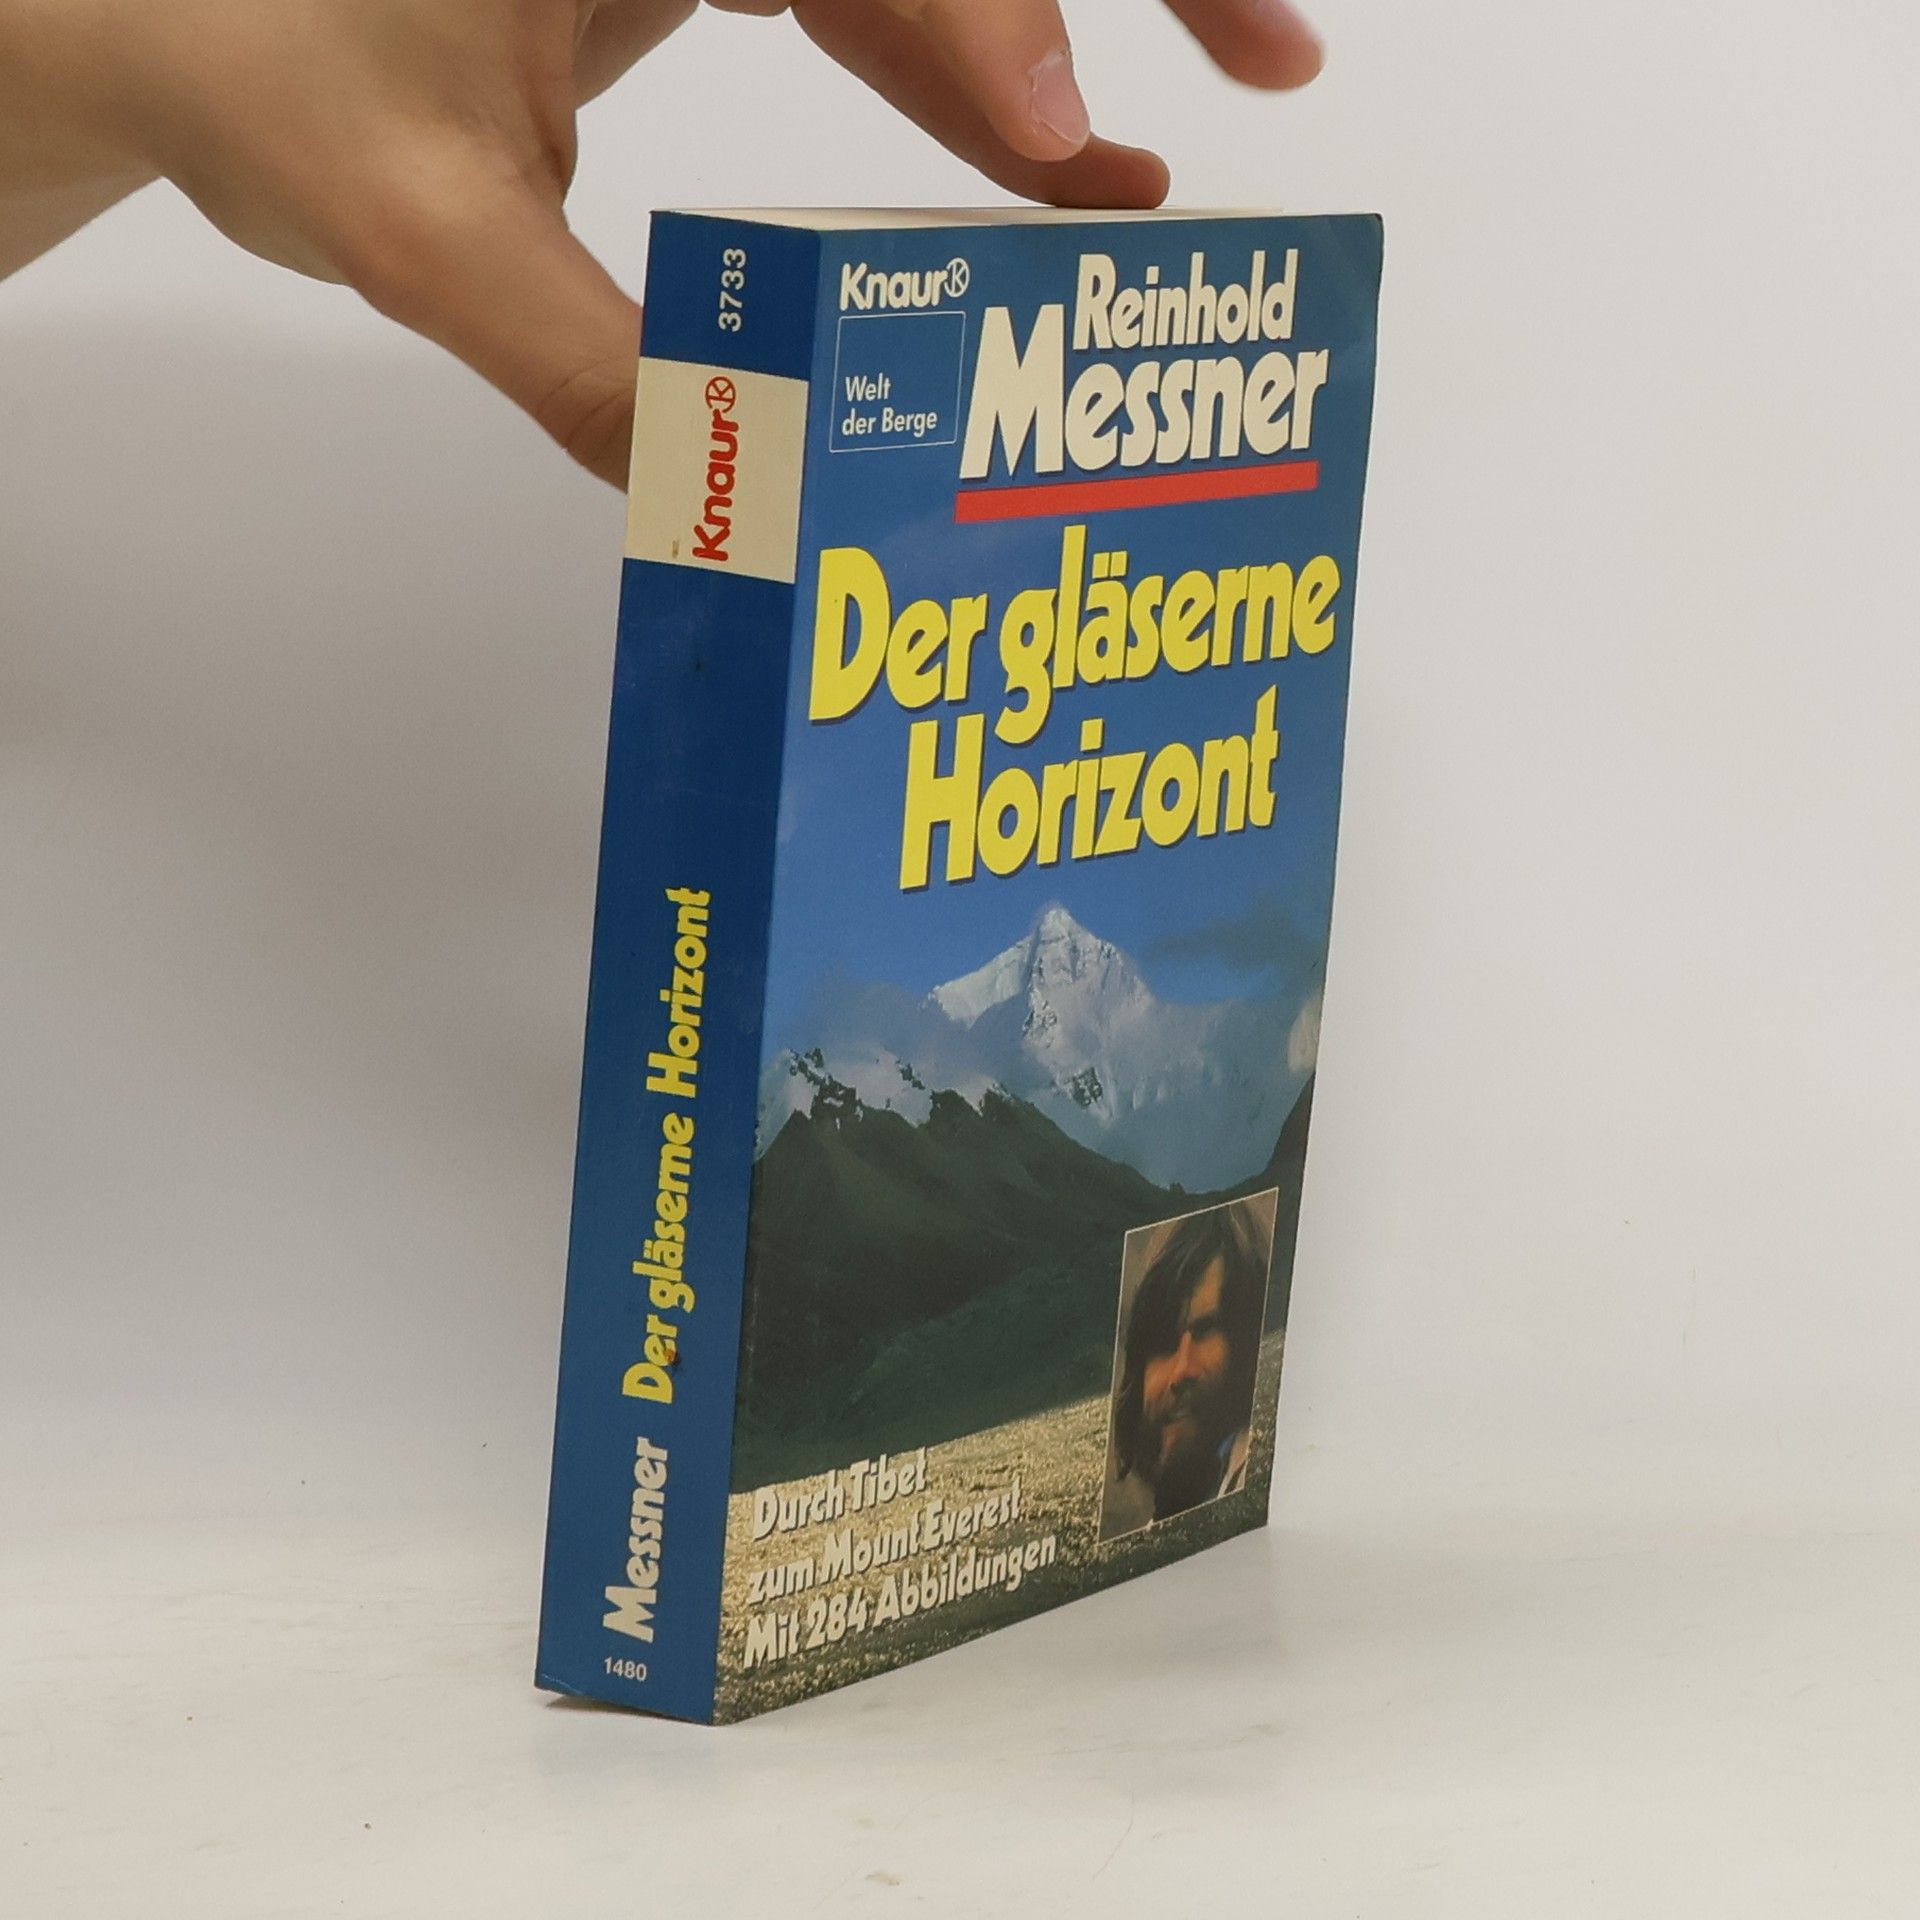 3733
Knaur
Messner Der gläserne Horizont
1480
Knaur
Welt
der Berge
Reinhold
Messner
Der gläserne
Horizont
Durch Tibet
zum Mount Everest
Mit 284 Abbildungen